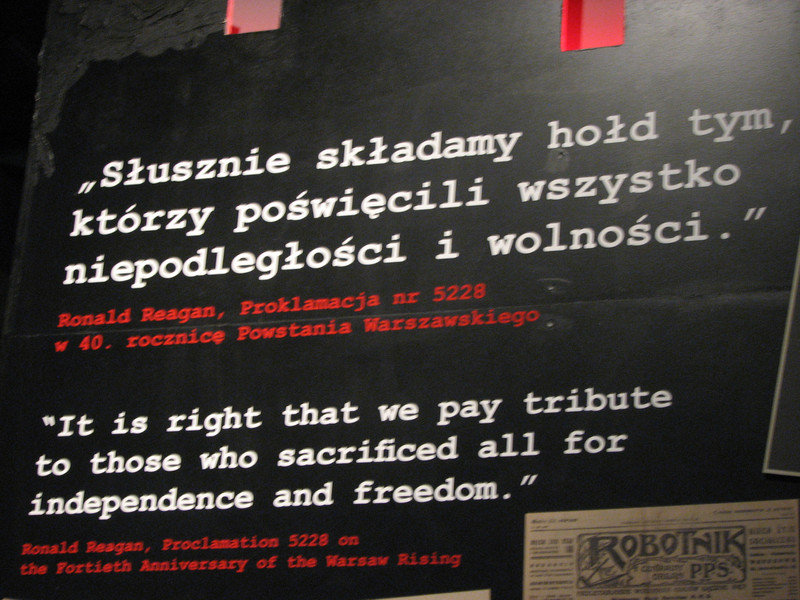 „Słusznie składamy hołd tym,
którzy poświęcili wszystko
niepodległości i wolności.”
Ronald Reagan, Proklamacja nr 5228
w 40. rocznicę Powstania Warszawskiego
“It is right that we pay tribute
to those who sacrificed all for
independence and freedom.”
Ronald Reagan, Proclamation 5228 on
the Fortieth Anniversary of the Warsaw Rising
ROBOTNIK
PPS